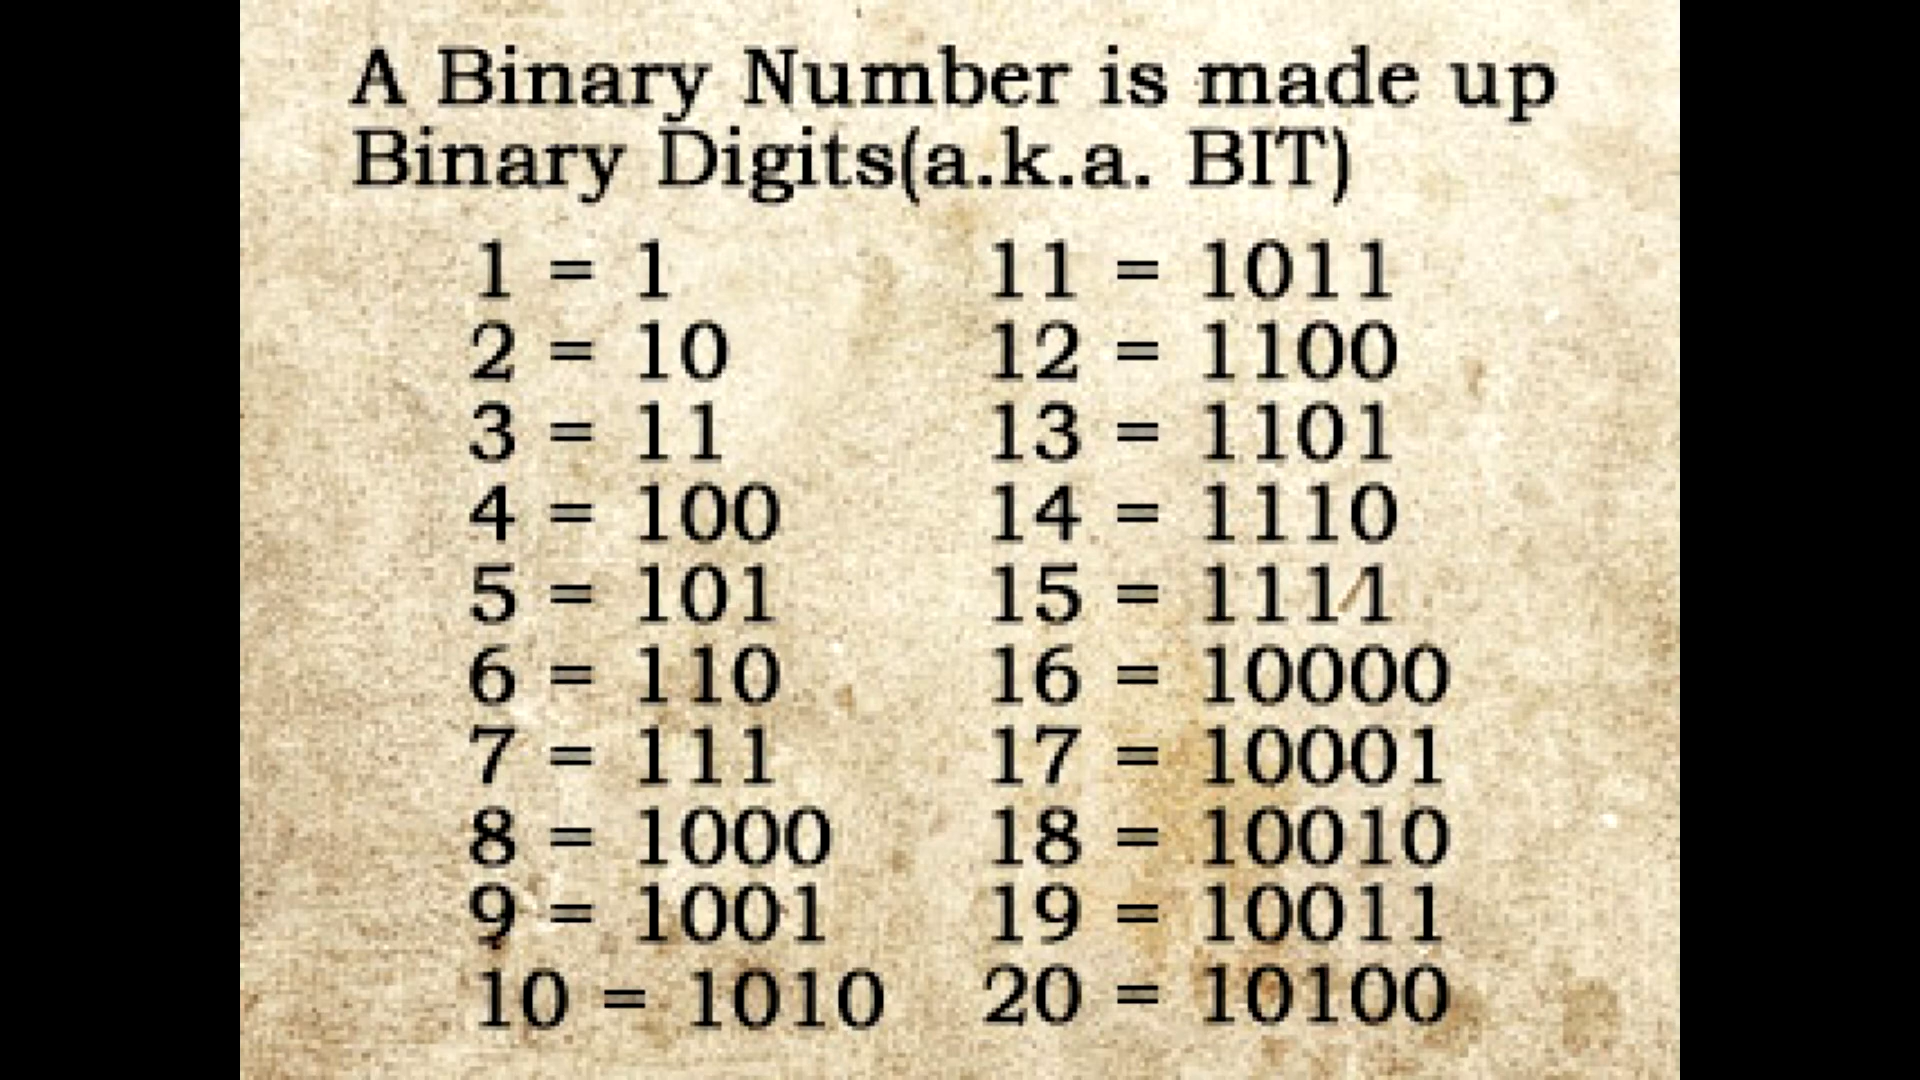 A Binary Number is made up
Binary Digits(a.k.a. BIT)
1 = 1
2 = 10
3 = 11
4 = 100
5 = 101
6 = 110
7 = 111
8 = 1000
9 = 1001
10 = 1010
11 = 1011
12 = 1100
13 = 1101
14 = 1110
15 = 1111
16 = 10000
17 = 10001
18 = 10010
19 = 10011
20 = 10100